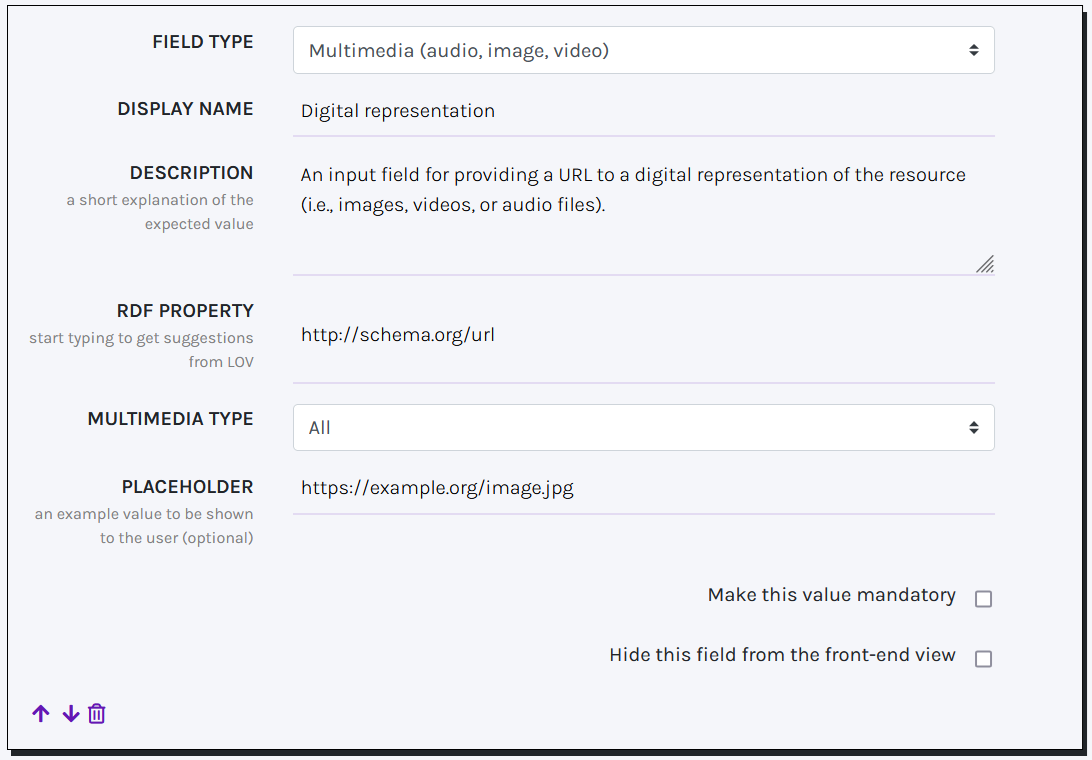 FIELD TYPE
Multimedia (audio, image, video)
DISPLAY NAME
Digital representation
DESCRIPTION
a short explanation of the
expected value
An input field for providing a URL to a digital representation of the resource
(i.e., images, videos, or audio files).
RDF PROPERTY
start typing to get suggestions
from LOV
http://schema.org/url
MULTIMEDIA TYPE
All
PLACEHOLDER
an example value to be shown
to the user (optional)
https://example.org/image.jpg
Make this value mandatory
Hide this field from the front-end view